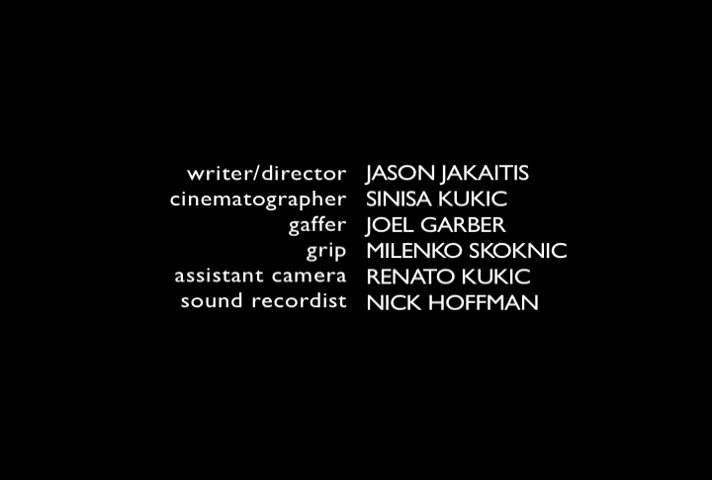 writer/director JASON JAKAITIS
cinematographer SINISA KUKIC
gaffer JOEL GARBER
grip MILENKO SKOKNIC
assistant camera RENATO KUKIC
sound recordist NICK HOFFMAN